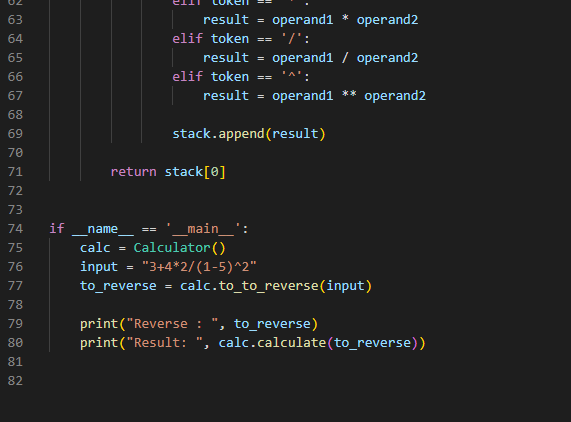 62 elif token == '*':
63 result = operand1 * operand2
64 elif token == '/':
65 result = operand1 / operand2
66 elif token == '^':
67 result = operand1 ** operand2
68
69 stack.append(result)
70
71 return stack[0]
72
73
74 if __name__ == '__main__':
75 calc = Calculator()
76 input = "3+4*2/(1-5)^2"
77 to_reverse = calc.to_to_reverse(input)
78
79 print("Reverse : ", to_reverse)
80 print("Result: ", calc.calculate(to_reverse))
81
82